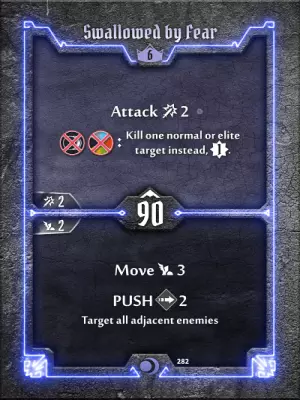 Swallowed by Fear
6
Attack 2
: Kill one normal or elite
target instead, .
2
2
90
Move 3
PUSH 2
Target all adjacent enemies
282